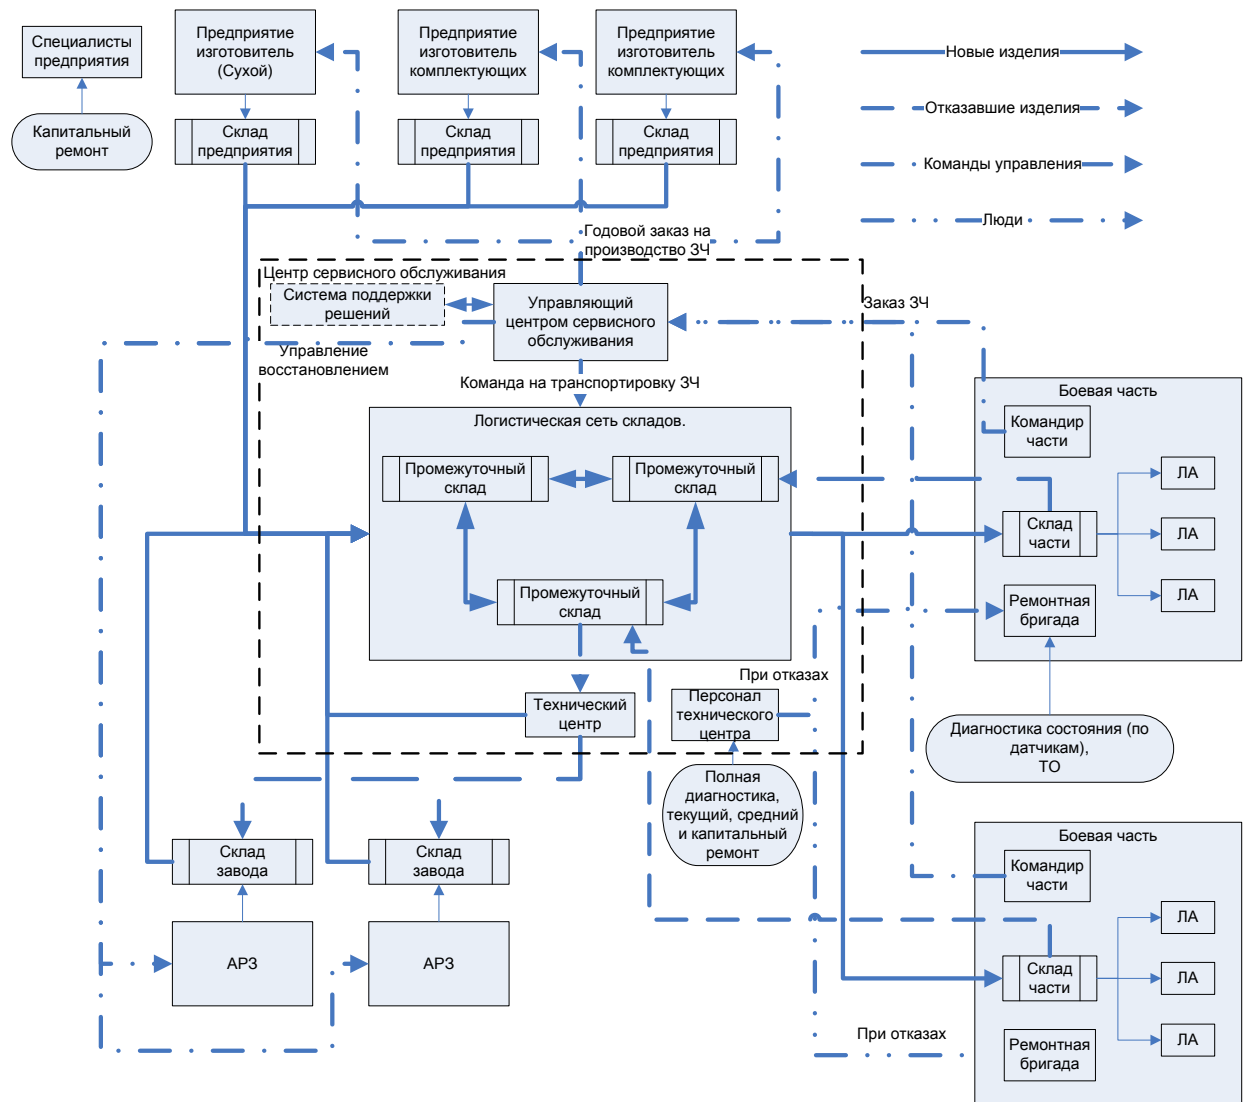 Специалисты
предприятия
Капитальный
ремонт
Предприятие
изготовитель
(Сухой)
Предприятие
изготовитель
комплектующих
Предприятие
изготовитель
комплектующих
Склад
предприятия
Склад
предприятия
Склад
предприятия
Новые изделия
Отказавшие изделия
Команды управления
Люди
Годовой заказ на
производство ЗЧ
Центр сервисного обслуживания
Система поддержки
решений
Управляющий
центром сервисного
обслуживания
Заказ ЗЧ
Управление
восстановлением
Команда на транспортировку ЗЧ
Логистическая сеть складов.
Промежуточный
склад
Промежуточный
склад
Промежуточный
склад
Боевая часть
Командир
части
Склад
части
Ремонтная
бригада
ЛА
ЛА
ЛА
При отказах
Технический
центр
Персонал
технического
центра
Диагностика состояния (по
датчикам),
ТО
Полная
диагностика,
текущий, средний
и капитальный
ремонт
Склад
завода
Склад
завода
АРЗ
АРЗ
Боевая часть
Командир
части
Склад
части
Ремонтная
бригада
ЛА
ЛА
ЛА
При отказах